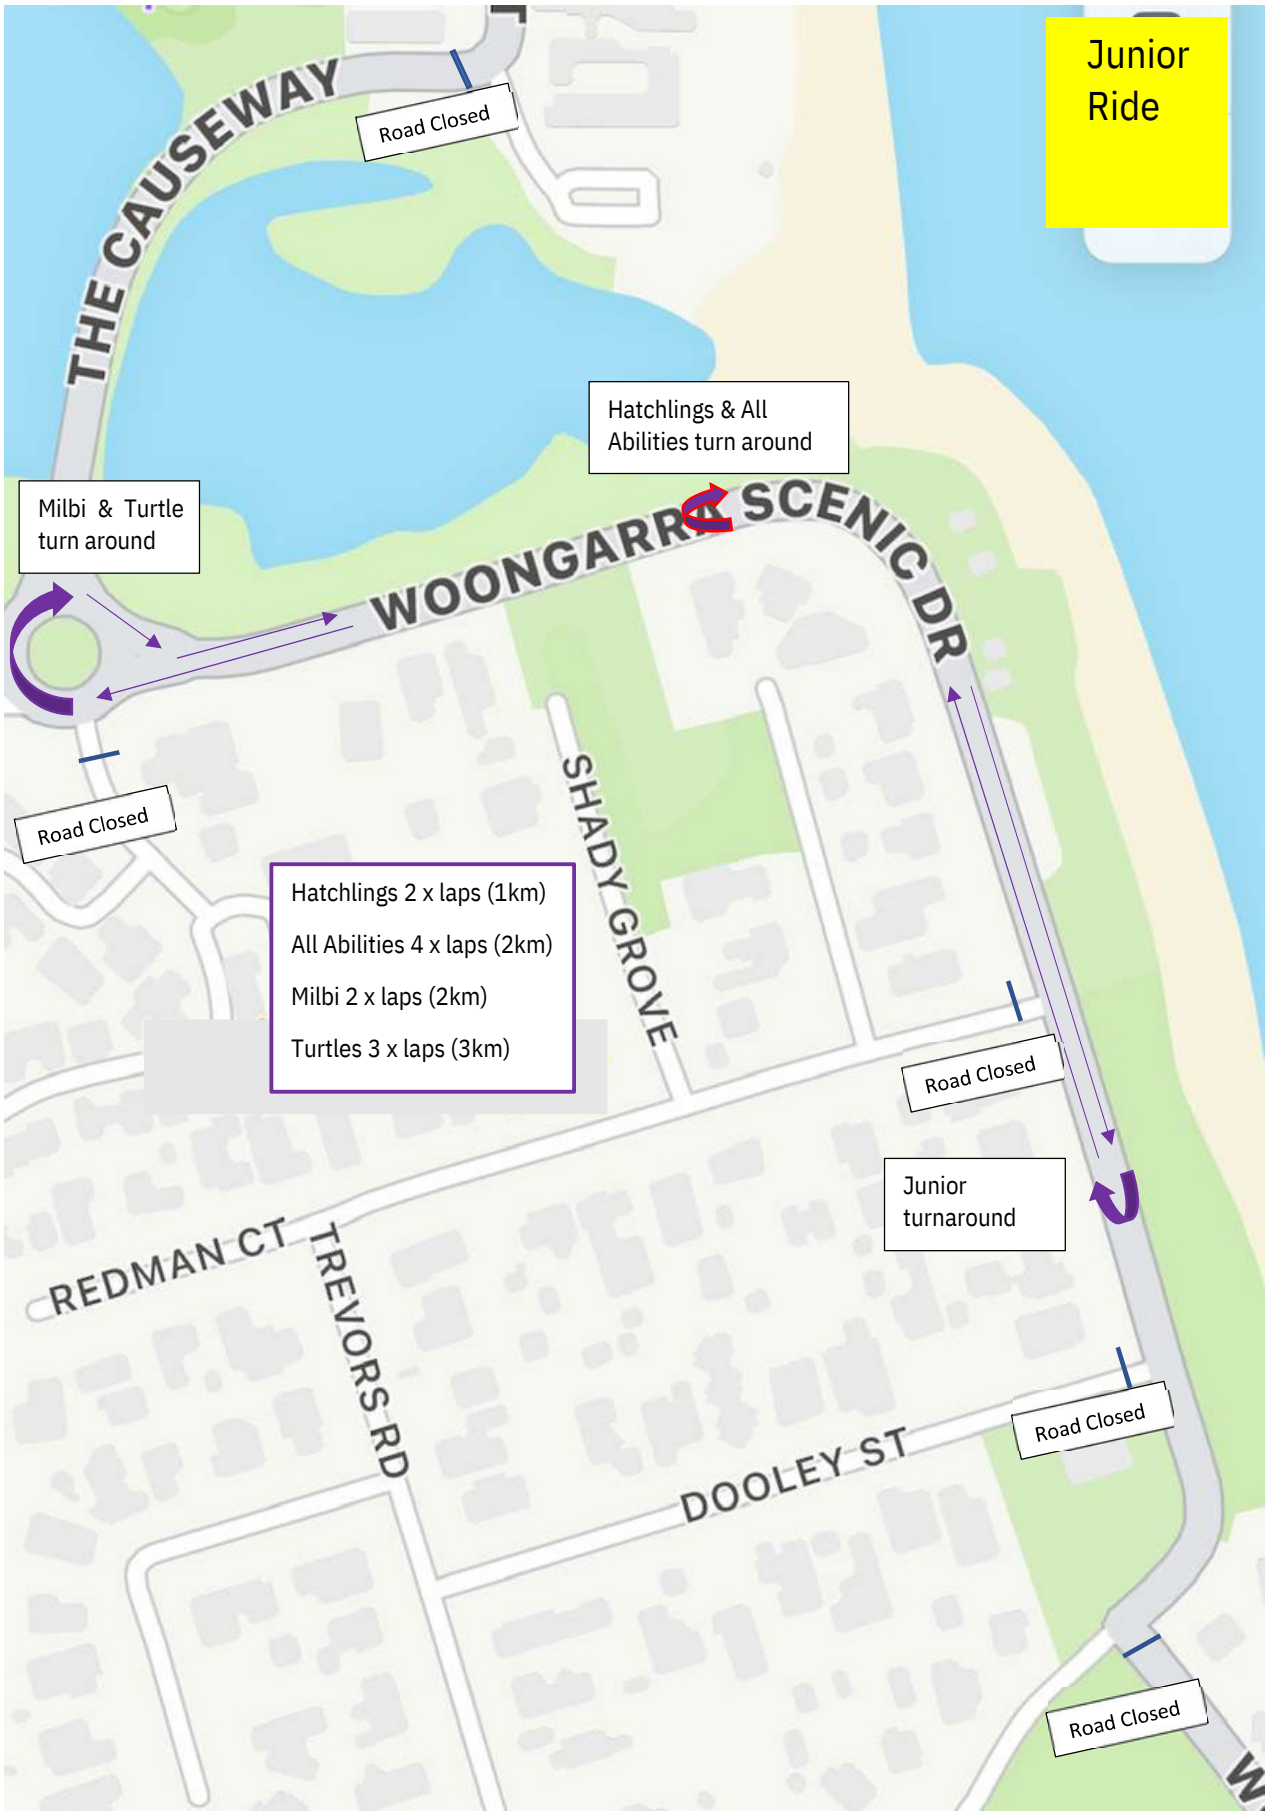 Junior
Ride
THE CAUSEWAY
Road Closed
Hatchlings & All
Abilities turn around
Milbi & Turtle
turn around
WOONGARRA SCENIC DR
Road Closed
SHADY GROVE
Hatchlings 2 x laps (1km)
All Abilities 4 x laps (2km)
Milbi 2 x laps (2km)
Turtles 3 x laps (3km)
Road Closed
Junior
turnaround
REDMAN CT
TREVORS RD
Road Closed
DOOLEY ST
Road Closed